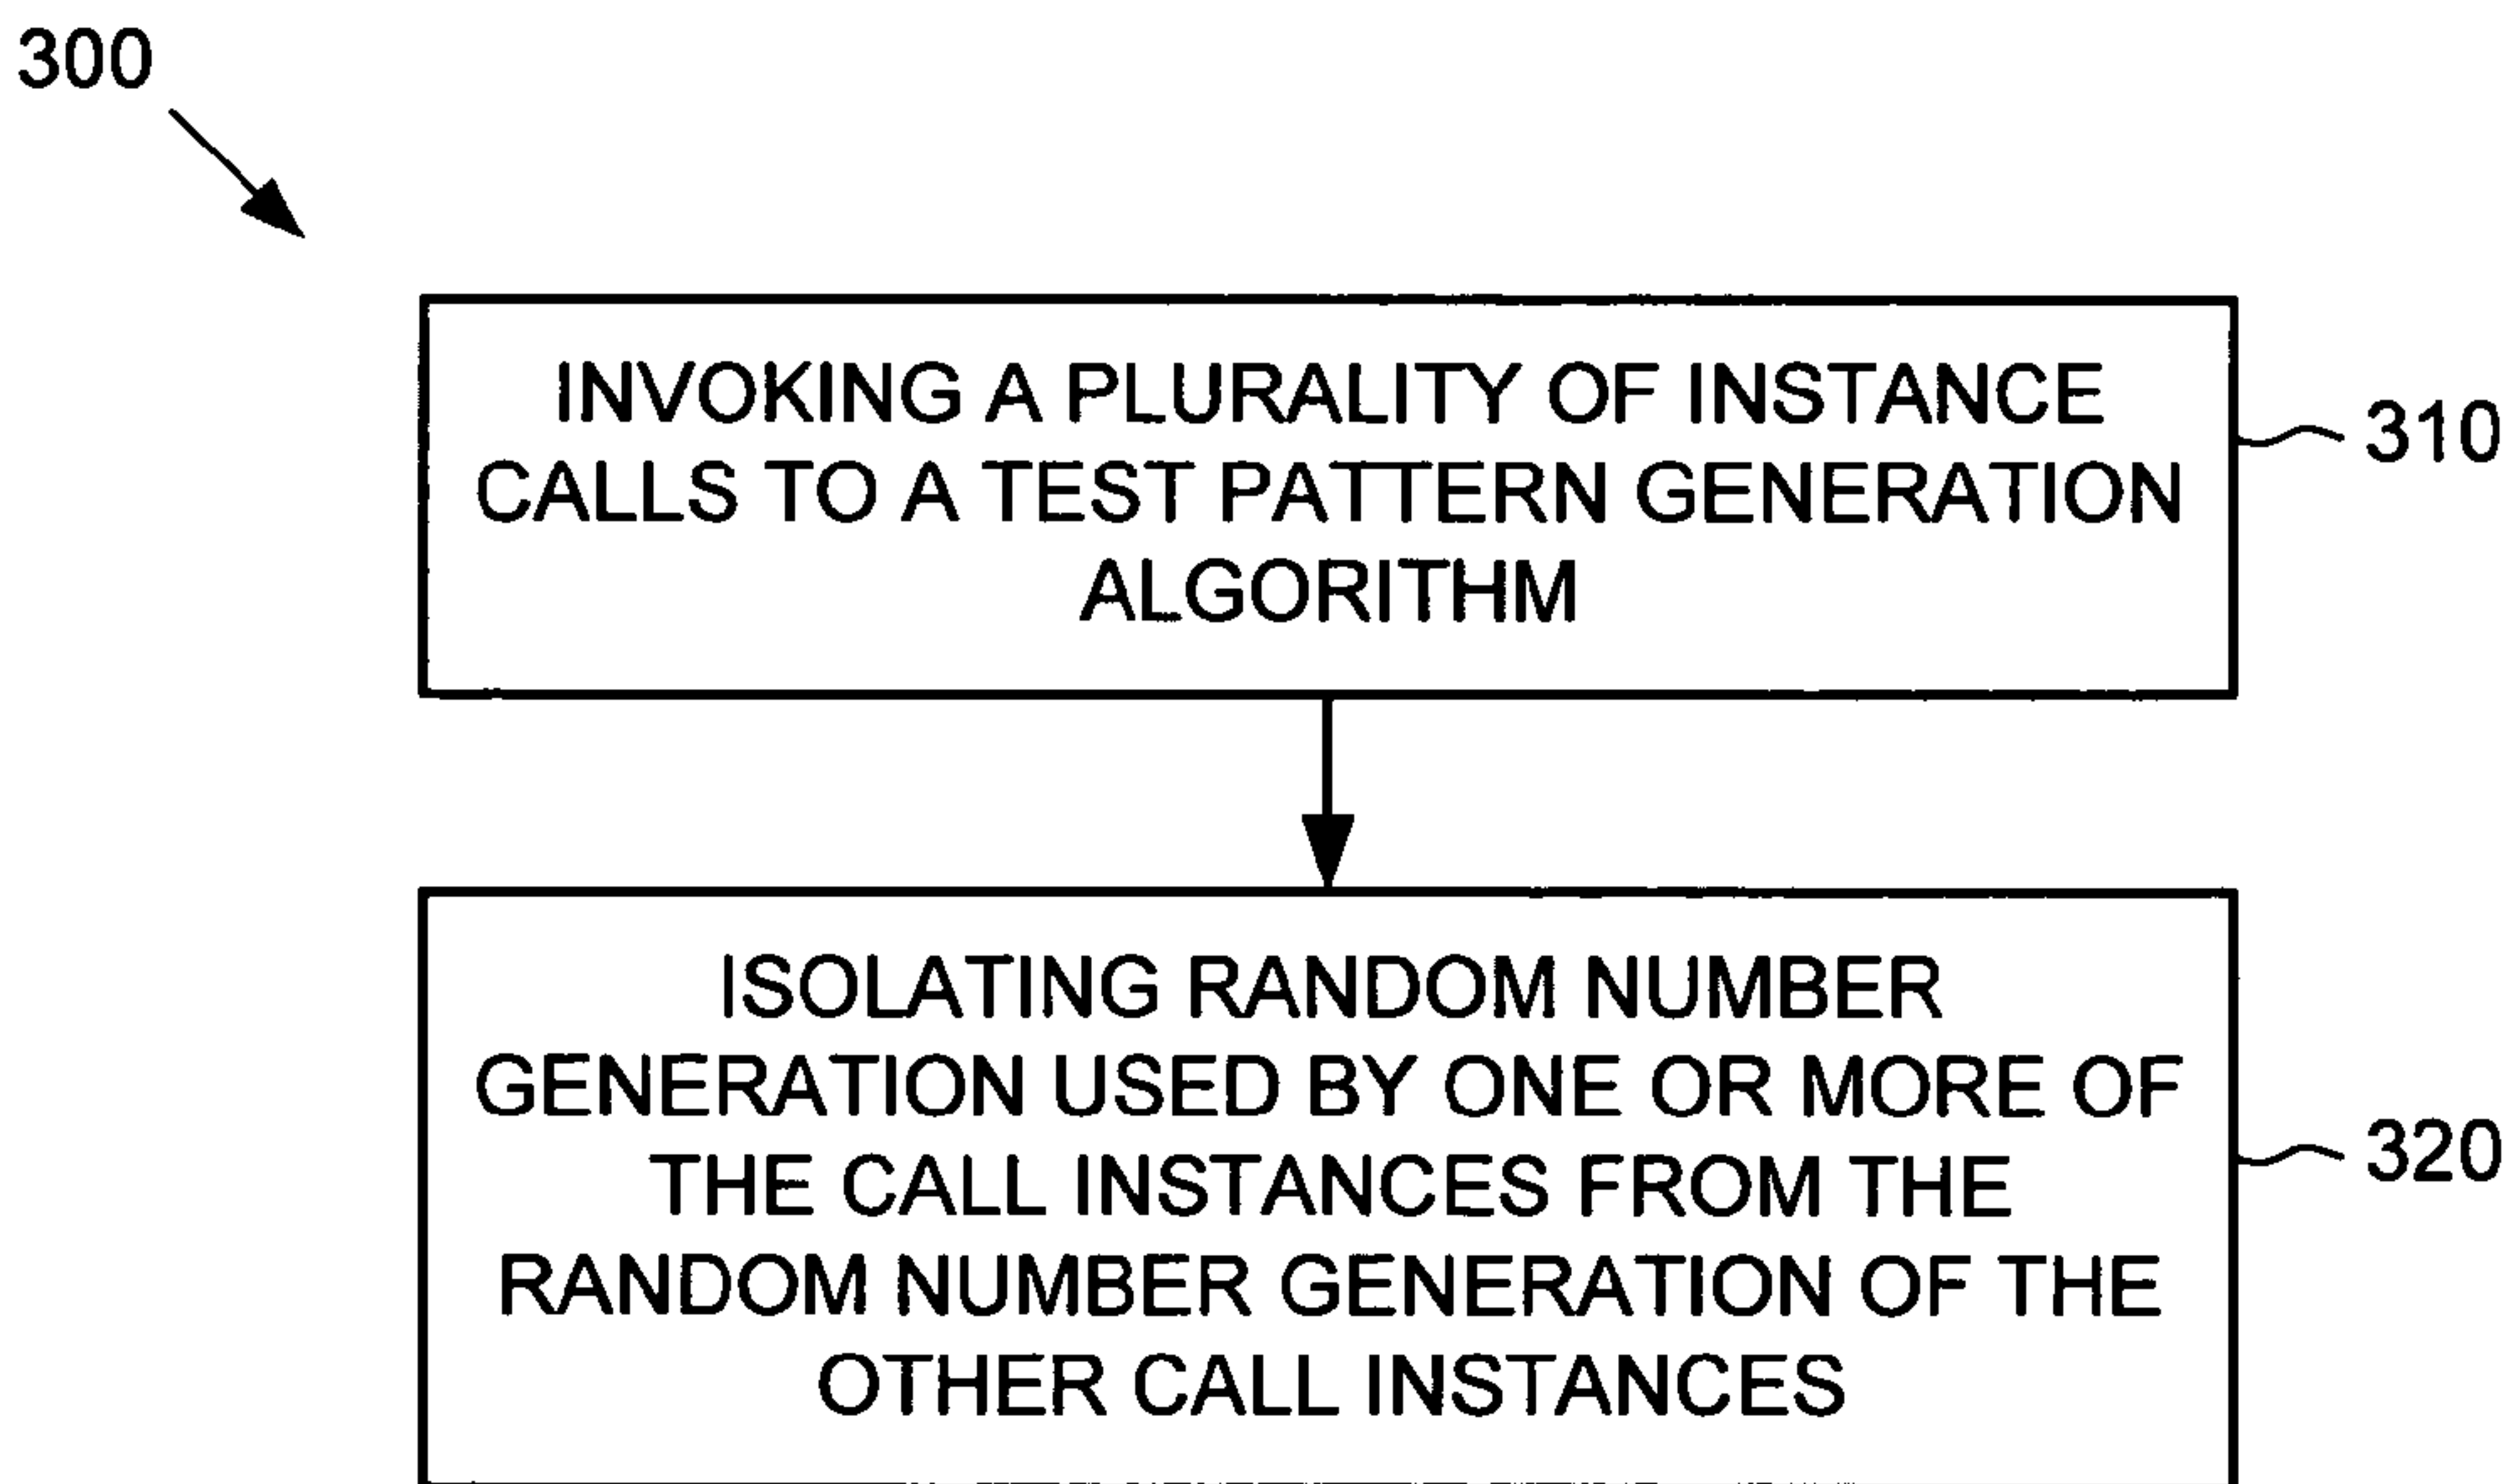 300
INVOKING A PLURALITY OF INSTANCE
CALLS TO A TEST PATTERN GENERATION
ALGORITHM
310
ISOLATING RANDOM NUMBER
GENERATION USED BY ONE OR MORE OF
THE CALL INSTANCES FROM THE
RANDOM NUMBER GENERATION OF THE
OTHER CALL INSTANCES
320